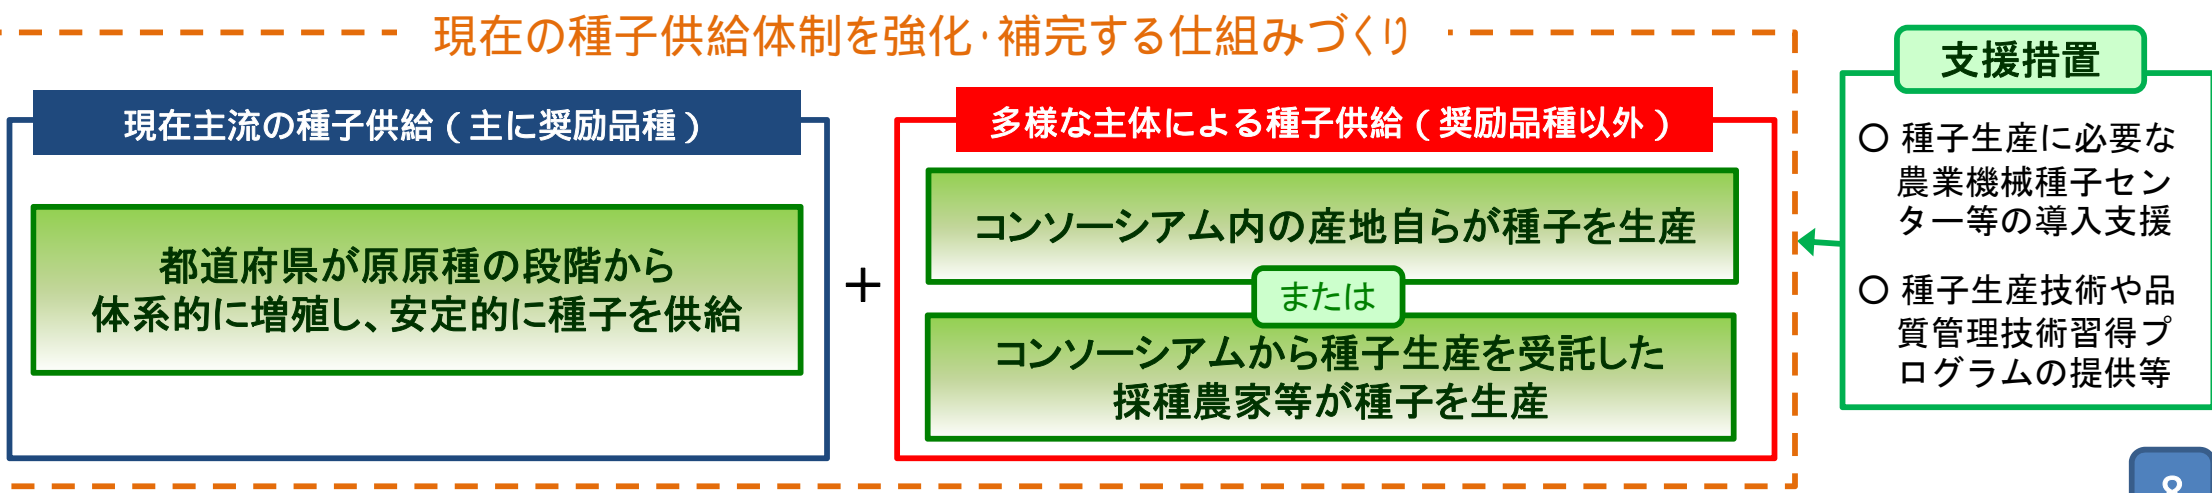 現在の種子供給体制を強化・補完する仕組みづくり
現在主流の種子供給（主に奨励品種）
都道府県が原原種の段階から
体系的に増殖し、安定的に種子を供給
＋
多様な主体による種子供給（奨励品種以外）
コンソーシアム内の産地自らが種子を生産
または
コンソーシアムから種子生産を受託した
採種農家等が種子を生産
支援措置
〇 種子生産に必要な
農業機械種子セン
ター等の導入支援
〇 種子生産技術や品
質管理技術習得プ
ログラムの提供等